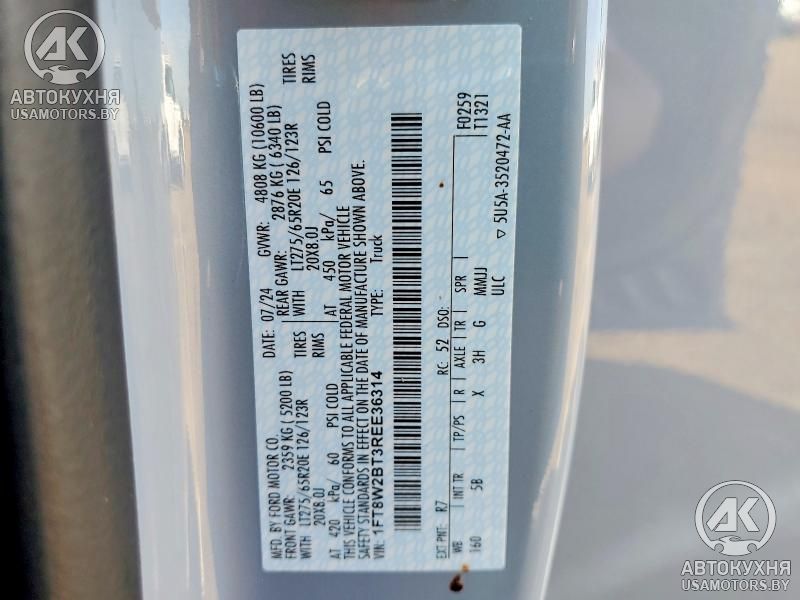 MFD. BY FORD MOTOR CO.
07/24 GVWR: 4808 KG (10600 LB)
FRONT GAWR: 2359 KG ( 5200 LB)
REAR GAWR: 2876 KG ( 6340 LB)
LT275/65R20E 126/123R TIRES
WITH LT275/65R20E 126/123R TIRES
20X8.0J RIMS
WITH 20X8.0J RIMS
AT 420 kPa/ 60 PSI COLD
AT 450 kPa/ 65 PSI COLD
THIS VEHICLE CONFORMS TO ALL APPLICABLE FEDERAL MOTOR VEHICLE
SAFETY STANDARDS IN EFFECT ON THE DATE OF MANUFACTURE SHOWN ABOVE.
VIN: 1FT8W2BT3REE36314 TYPE: Truck
F0259
T1321
EXT PNT: R7 RC: 52 DSO:
WB INT TR TP/PS R AXLE TR SPR
160 5B X 3H G MMUJ
ULC
▽ 5U5A-3520472-AA
АК
АВТОКУХНЯ
USAMOTORS.BY
АК
АВТОКУХНЯ
USAMOTORS.BY